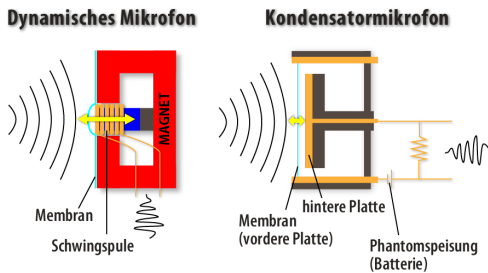 Dynamisches Mikrofon
Kondensatormikrofon
MAGNET
Membran
Schwingspule
hintere Platte
Membran
(vordere Platte)
Phantomspeisung
(Batterie)